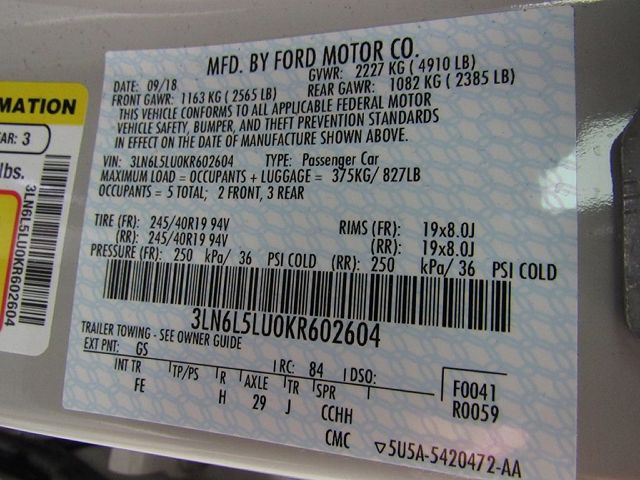 MFD. BY FORD MOTOR CO.
DATE: 09/18 GVWR: 2227 KG ( 4910 LB)
FRONT GAWR: 1163 KG ( 2565 LB) REAR GAWR: 1082 KG ( 2385 LB)
THIS VEHICLE CONFORMS TO ALL APPLICABLE FEDERAL MOTOR
VEHICLE SAFETY, BUMPER, AND THEFT PREVENTION STANDARDS
IN EFFECT ON THE DATE OF MANUFACTURE SHOWN ABOVE.
VIN: 3LN6L5LU0KR602604 TYPE: Passenger Car
MAXIMUM LOAD = OCCUPANTS + LUGGAGE = 375KG/ 827LB
OCCUPANTS = 5 TOTAL; 2 FRONT, 3 REAR
TIRE (FR): 245/40R19 94V RIMS (FR): 19x8.0J
(RR): 245/40R19 94V (RR): 19x8.0J
PRESSURE (FR): 250 kPa/ 36 PSI COLD (RR): 250 kPa/ 36 PSI COLD
3LN6L5LU0KR602604
TRAILER TOWING - SEE OWNER GUIDE
EXT PNT: GS RC: 84 DSO:
INT TR TP/PS R AXLE TR SPR F0041
FE H 29 J CCHH R0059
CMC ▽5U5A-5420472-AA
RMATION
EAR: 3
lbs.
3LN6L5LU0KR602604